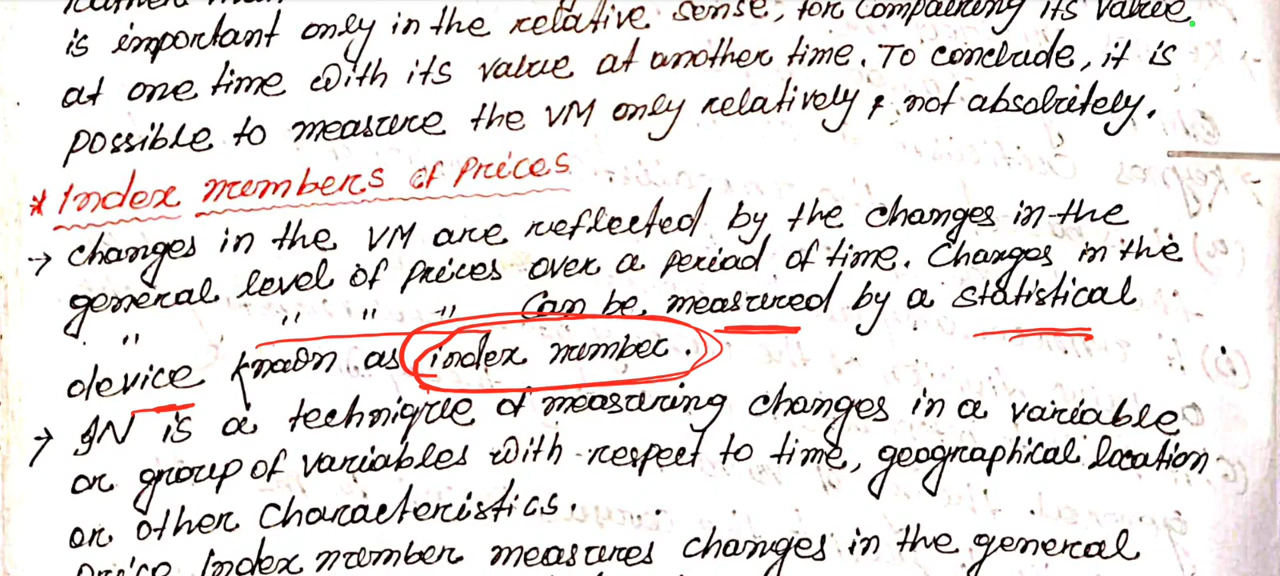 is important only in the relative sense, for comparing its value
at one time with its value at another time. To conclude, it is
possible to measure the VM only relatively & not absolutely.
* Index numbers of Prices
→ Changes in the VM are reflected by the changes in the
general level of prices over a period of time. Changes in the
" " " " Can be measured by a statistical
device known as index number.
→ IN is a technique of measuring changes in a variable
or group of variables with respect to time, geographical location
or other characteristics.
Price Index number measures changes in the general